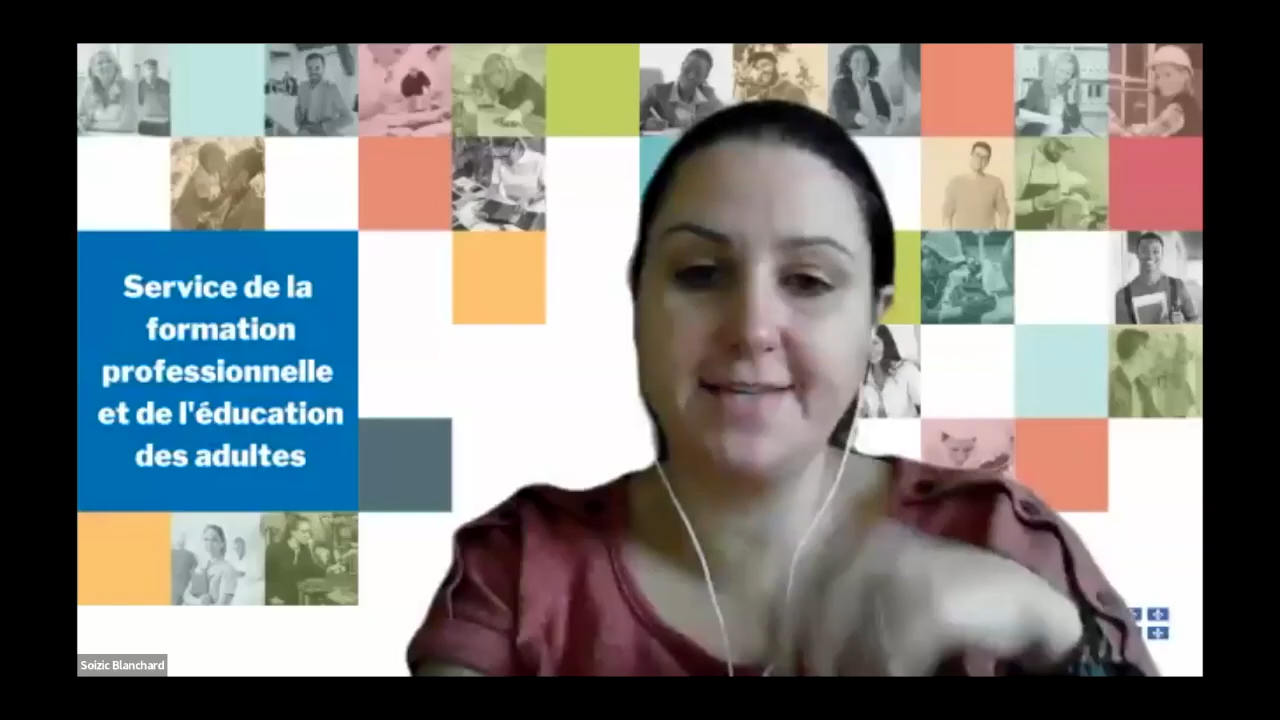 Service de la
formation
professionnelle
et de l'éducation
des adultes
Soizic Blanchard